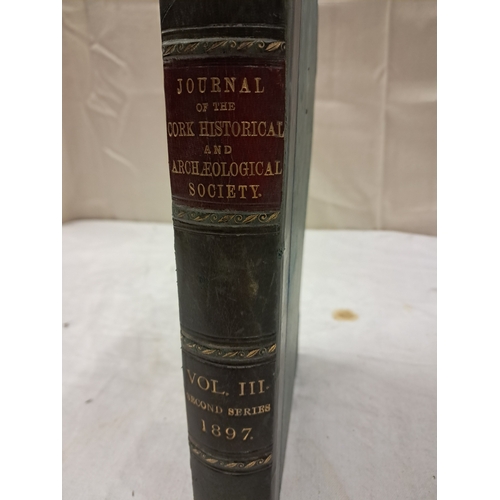 JOURNAL
OF THE
CORK HISTORICAL
AND
ARCHÆOLOGICAL
SOCIETY.
VOL. III.
SECOND SERIES
1897.